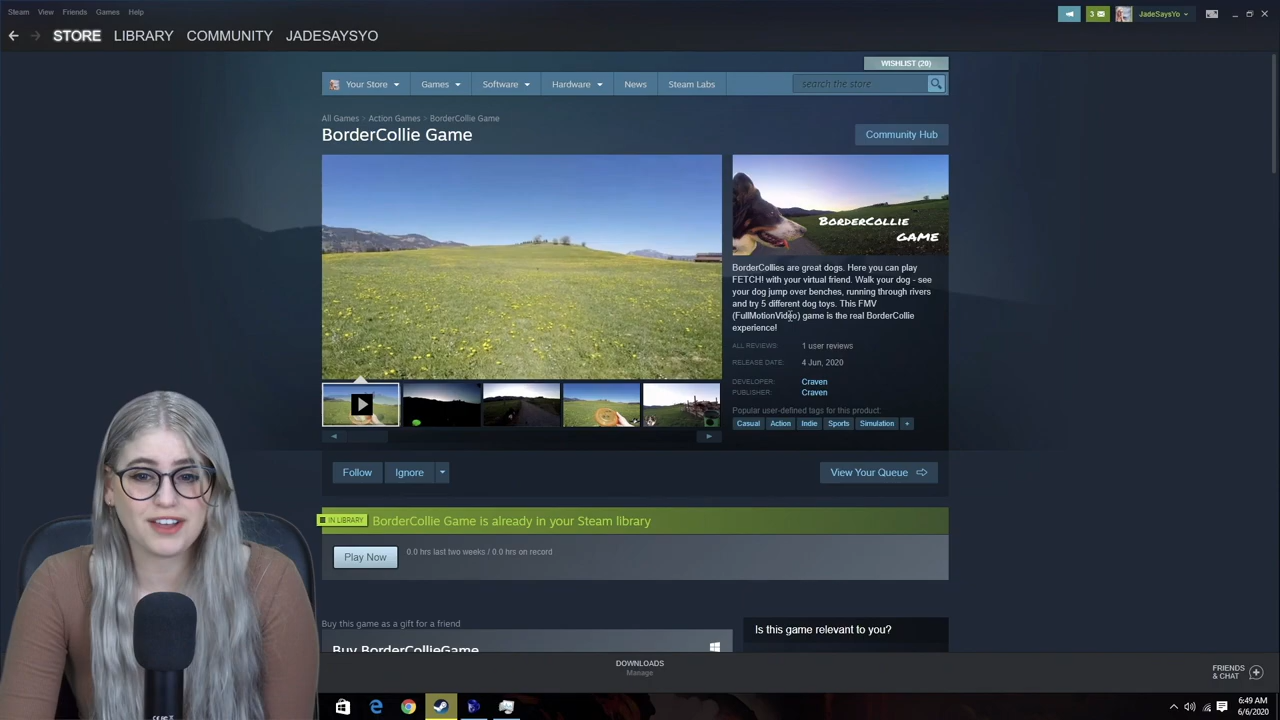 Steam View Friends Games Help
3 JadeSaysYo
STORE LIBRARY COMMUNITY JADESAYSYO
WISHLIST (20)
Your Store Games Software Hardware News Steam Labs search the store
All Games > Action Games > BorderCollie Game
BorderCollie Game
Community Hub
BORDERCOLLIE
GAME
BorderCollies are great dogs. Here you can play
FETCH! with your virtual friend. Walk your dog - see
your dog jump over benches, running through rivers
and try 5 different dog toys. This FMV
(FullMotionVideo) game is the real BorderCollie
experience!
ALL REVIEWS: 1 user reviews
RELEASE DATE: 4 Jun, 2020
DEVELOPER: Craven
PUBLISHER: Craven
Popular user-defined tags for this product:
Casual Action Indie Sports Simulation +
Follow Ignore View Your Queue
IN LIBRARY BorderCollie Game is already in your Steam library
Play Now 0.0 hrs last two weeks / 0.0 hrs on record
Buy this game as a gift for a friend
Buy BorderCollieGame
Is this game relevant to you?
DOWNLOADS
Manage
FRIENDS
& CHAT
6:49 AM
6/6/2020